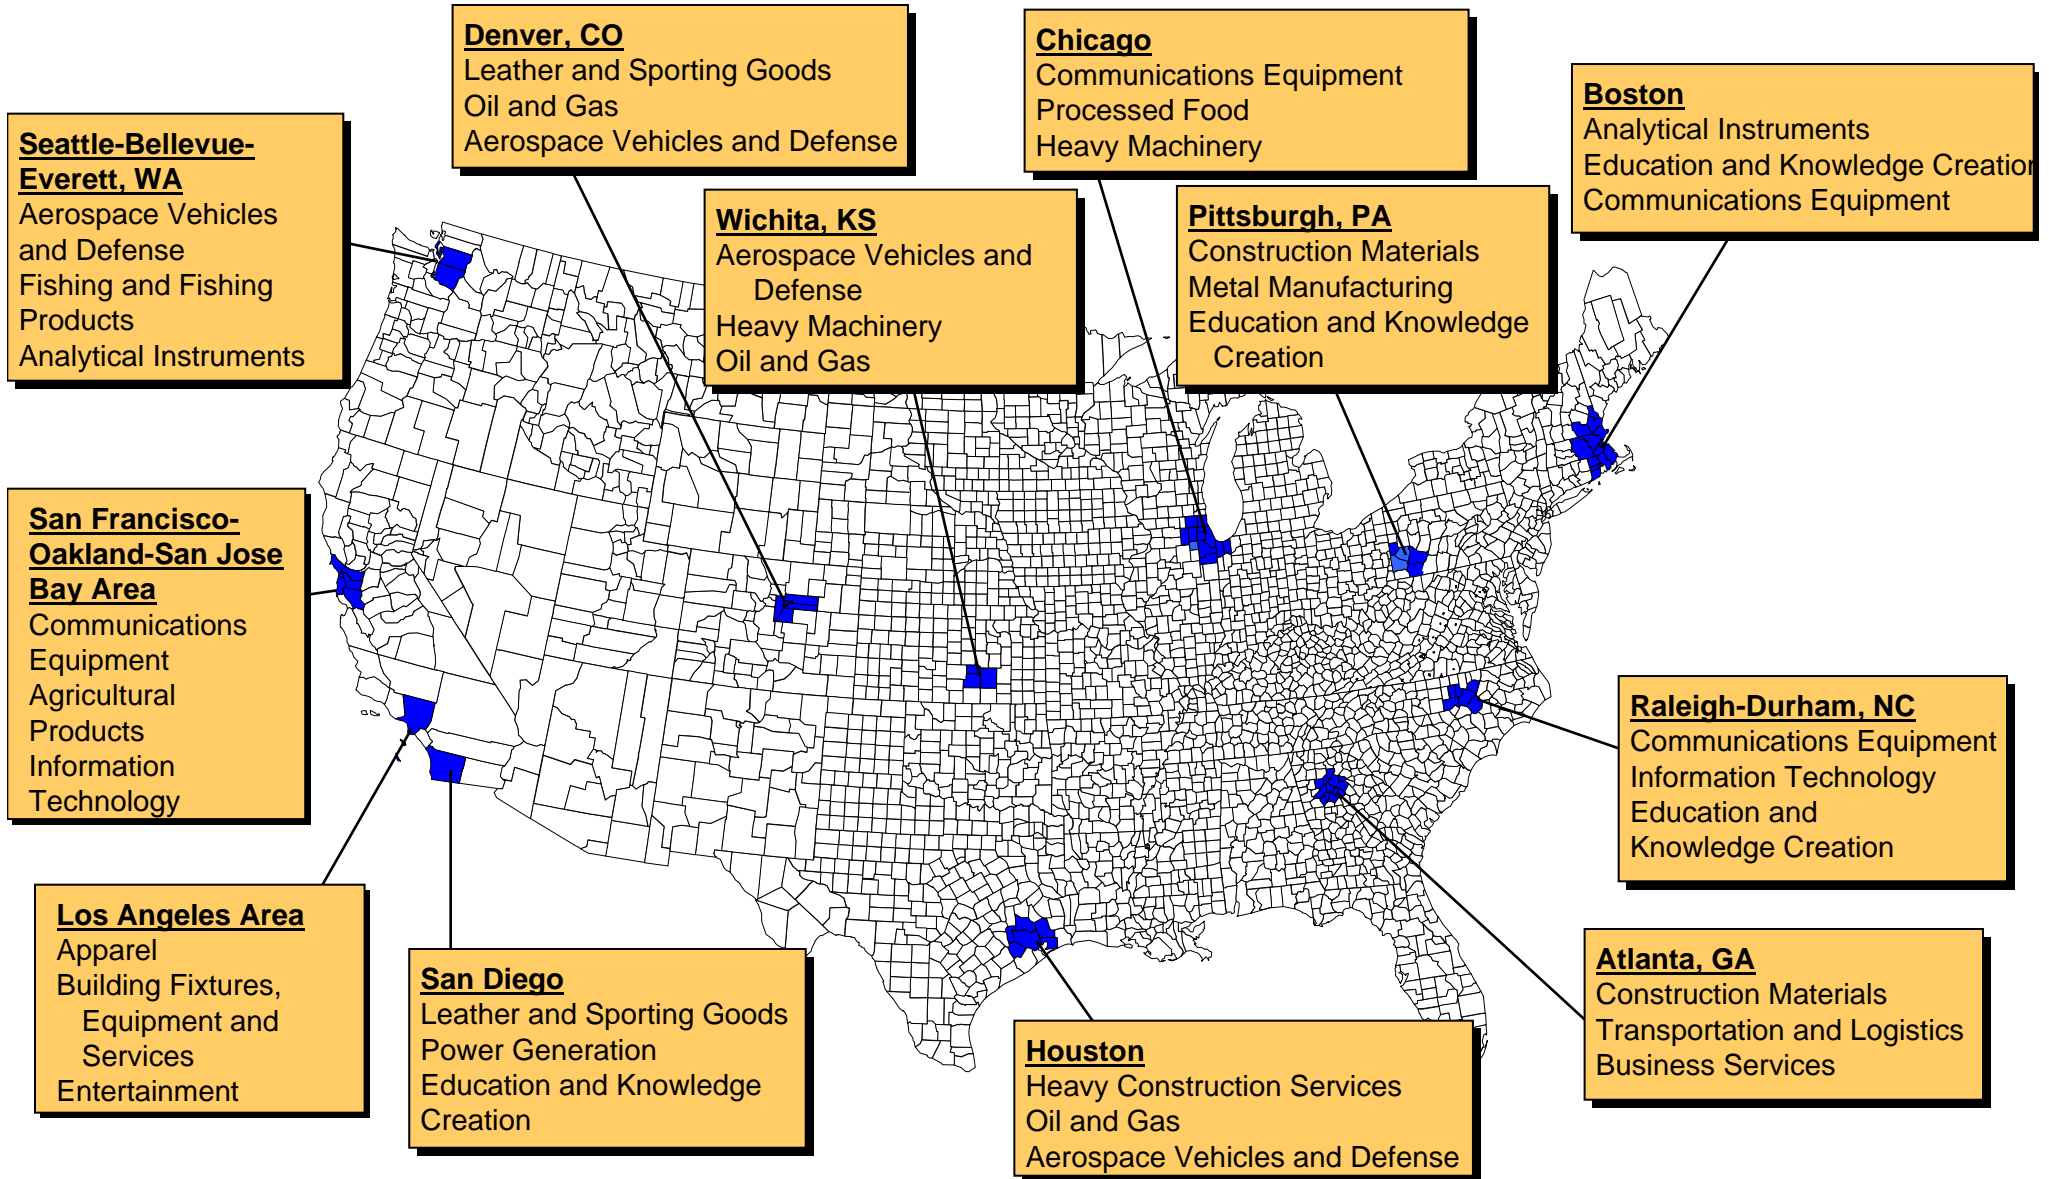 Denver, CO
Leather and Sporting Goods
Oil and Gas
Aerospace Vehicles and Defense
Chicago
Communications Equipment
Processed Food
Heavy Machinery
Boston
Analytical Instruments
Education and Knowledge Creation
Communications Equipment
Seattle-Bellevue-
Everett, WA
Aerospace Vehicles
and Defense
Fishing and Fishing
Products
Analytical Instruments
Wichita, KS
Aerospace Vehicles and
Defense
Heavy Machinery
Oil and Gas
Pittsburgh, PA
Construction Materials
Metal Manufacturing
Education and Knowledge
Creation
San Francisco-
Oakland-San Jose
Bay Area
Communications
Equipment
Agricultural
Products
Information
Technology
Raleigh-Durham, NC
Communications Equipment
Information Technology
Education and
Knowledge Creation
Los Angeles Area
Apparel
Building Fixtures,
Equipment and
Services
Entertainment
San Diego
Leather and Sporting Goods
Power Generation
Education and Knowledge
Creation
Houston
Heavy Construction Services
Oil and Gas
Aerospace Vehicles and Defense
Atlanta, GA
Construction Materials
Transportation and Logistics
Business Services